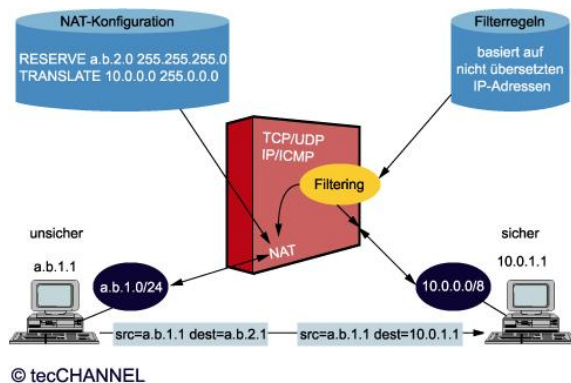 NAT-Konfiguration
RESERVE a.b.2.0 255.255.255.0
TRANSLATE 10.0.0.0 255.0.0.0
Filterregeln
basiert auf
nicht übersetzten
IP-Adressen
TCP/UDP
IP/ICMP
Filtering
NAT
unsicher
a.b.1.1
a.b.1.0/24
sicher
10.0.1.1
10.0.0.0/8
src=a.b.1.1 dest=a.b.2.1
src=a.b.1.1 dest=10.0.1.1
© tecCHANNEL